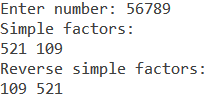 Enter number: 56789
Simple factors:
521 109
Reverse simple factors:
109 521